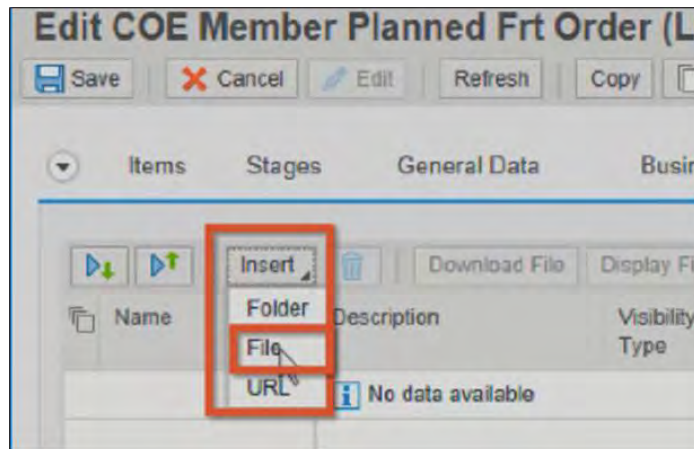 Edit COE Member Planned Frt Order (L
Save Cancel Edit Refresh Copy
Items Stages General Data Busin
Insert Download File Display Fi
Name Description Visibility
Type
Folder
File
URL No data available